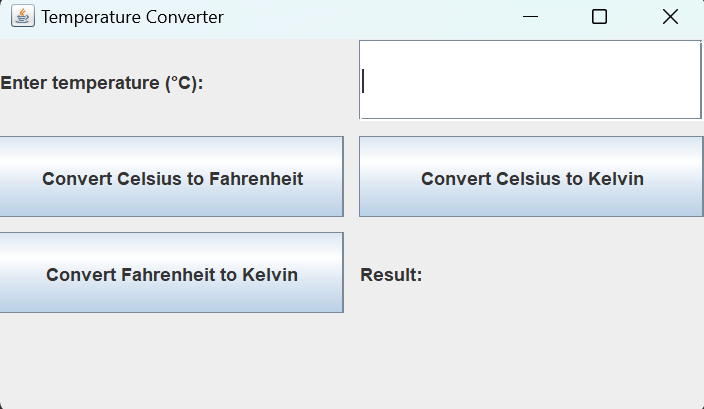 Temperature Converter
Enter temperature (°C):
Convert Celsius to Fahrenheit
Convert Celsius to Kelvin
Convert Fahrenheit to Kelvin
Result: